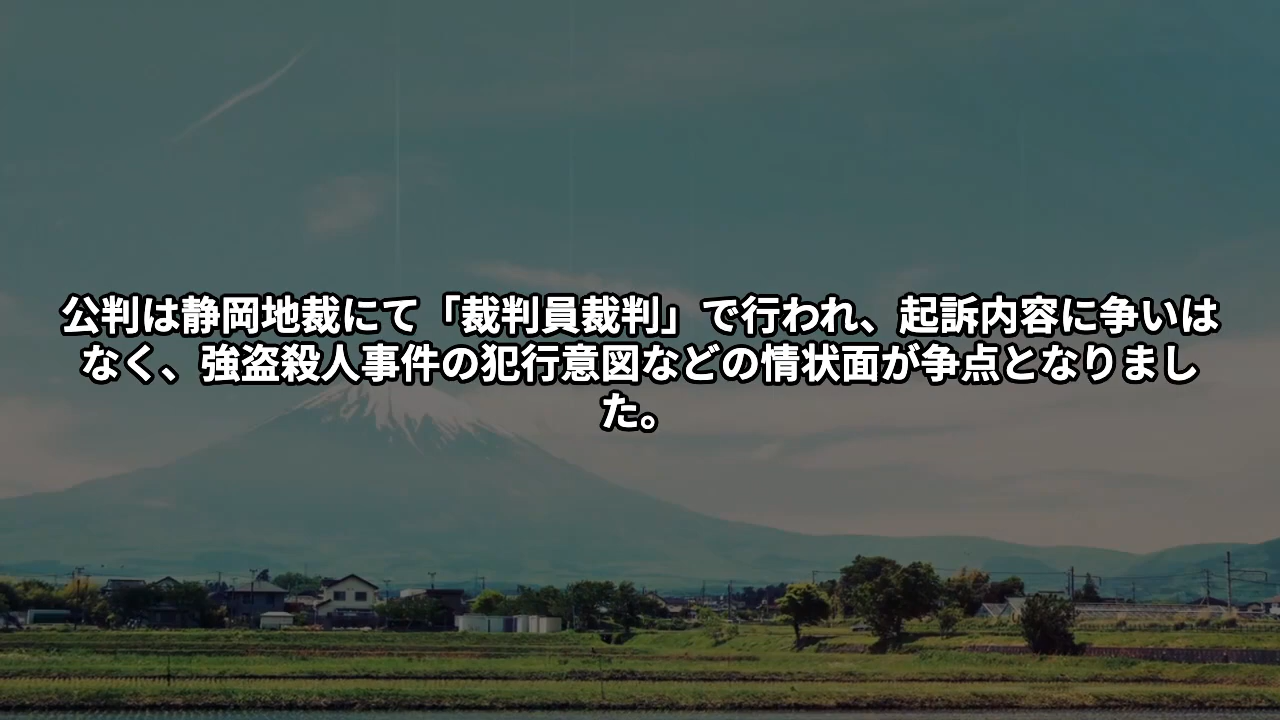 公判は静岡地裁にて「裁判員裁判」で行われ、起訴内容に争いは
なく、強盗殺人事件の犯行意図などの情状面が争点となりまし
た。